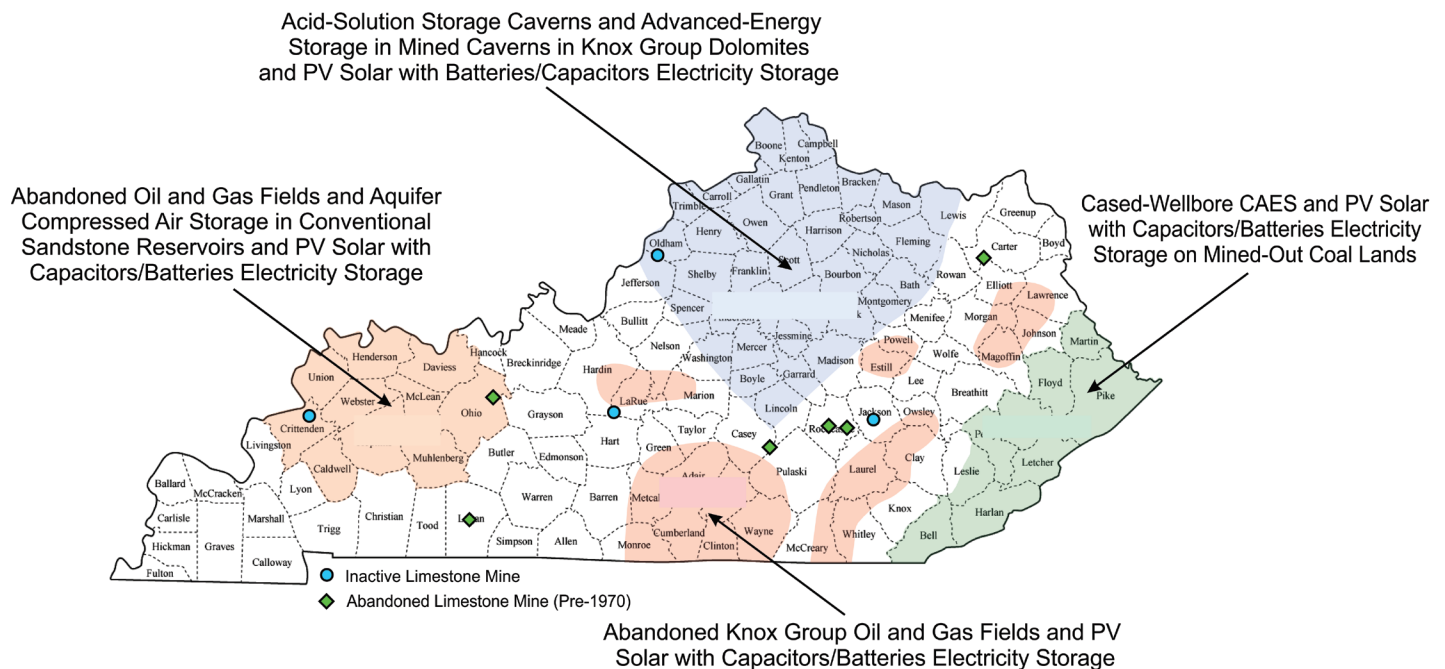 Acid-Solution Storage Caverns and Advanced-Energy
Storage in Mined Caverns in Knox Group Dolomites
and PV Solar with Batteries/Capacitors Electricity Storage
Abandoned Oil and Gas Fields and Aquifer
Compressed Air Storage in Conventional
Sandstone Reservoirs and PV Solar with
Capacitors/Batteries Electricity Storage
Cased-Wellbore CAES and PV Solar
with Capacitors/Batteries Electricity
Storage on Mined-Out Coal Lands
Boone
Campbell
Kenton
Gallatin
Grant
Pendleton
Bracken
Carroll
Trimble
Mason
Lewis
Greenup
Owen
Robertson
Henry
Harrison
Oldham
Fleming
Carter
Boyd
Nicholas
Scott
Shelby
Franklin
Bourbon
Rowan
Jefferson
Bath
Elliott
Lawrence
Spencer
Montgomery
Bullitt
Menifee
Morgan
Meade
Jessmine
Johnson
Martin
Nelson
Mercer
Powell
Hancock
Washington
Madison
Wolfe
Magoffin
Henderson
Breckinridge
Daviess
Hardin
Estill
Union
Boyle
Garrard
Lee
Floyd
Breathitt
Pike
Webster
McLean
LaRue
Marion
Ohio
Grayson
Lincoln
Jackson
Owsley
Crittenden
Taylor
Casey
Hart
Green
Livingston
Butler
Edmonson
Muhlenberg
Caldwell
Pulaski
Laurel
Clay
Leslie
Letcher
Adair
Ballard
McCracken
Lyon
Warren
Barren
Metcal
Knox
Harlan
Carlisle
Marshall
Christian
Tood
Trigg
Cumberland
Wayne
Whitley
Bell
Hickman
Graves
Calloway
Simpson
Allen
Monroe
Clinton
McCreary
Fulton
Inactive Limestone Mine
Abandoned Limestone Mine (Pre-1970)
Abandoned Knox Group Oil and Gas Fields and PV
Solar with Capacitors/Batteries Electricity Storage